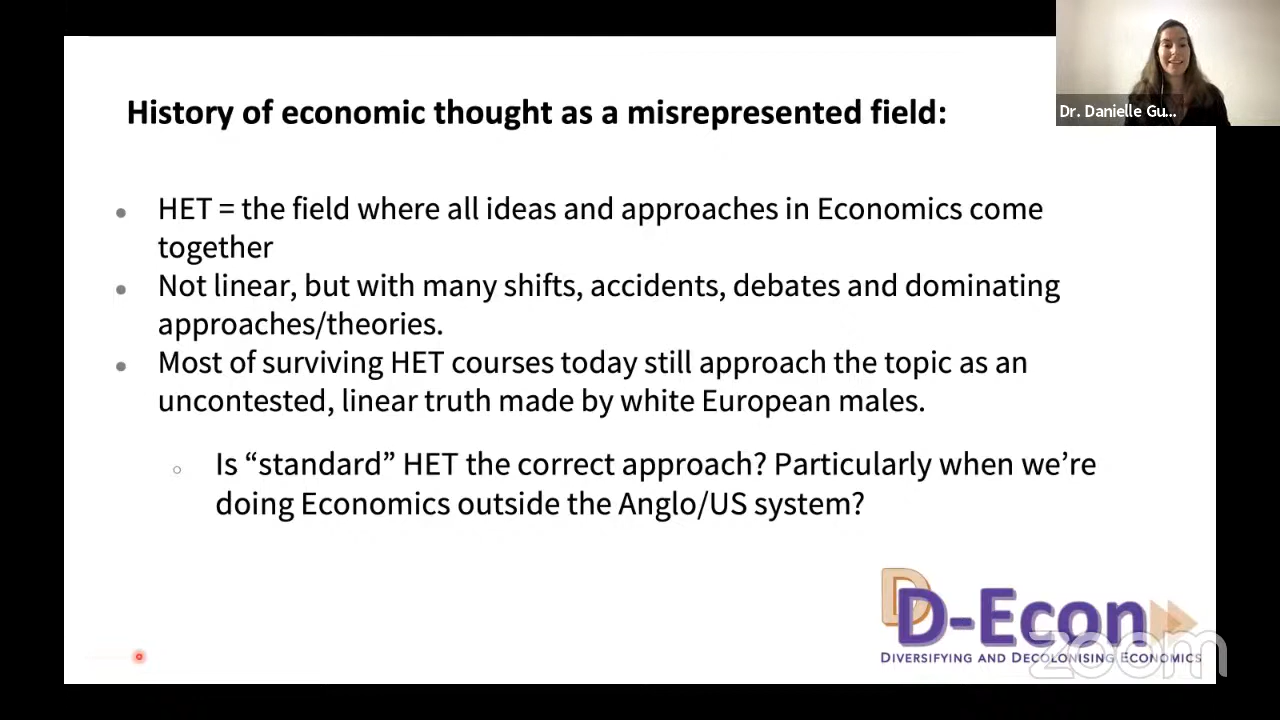 Dr. Danielle Gu...
History of economic thought as a misrepresented field:
HET = the field where all ideas and approaches in Economics come
together
Not linear, but with many shifts, accidents, debates and dominating
approaches/theories.
Most of surviving HET courses today still approach the topic as an
uncontested, linear truth made by white European males.
Is “standard” HET the correct approach? Particularly when we’re
doing Economics outside the Anglo/US system?
D
D-Econ
DIVERSIFYING AND DECOLONISING ECONOMICS
zoom